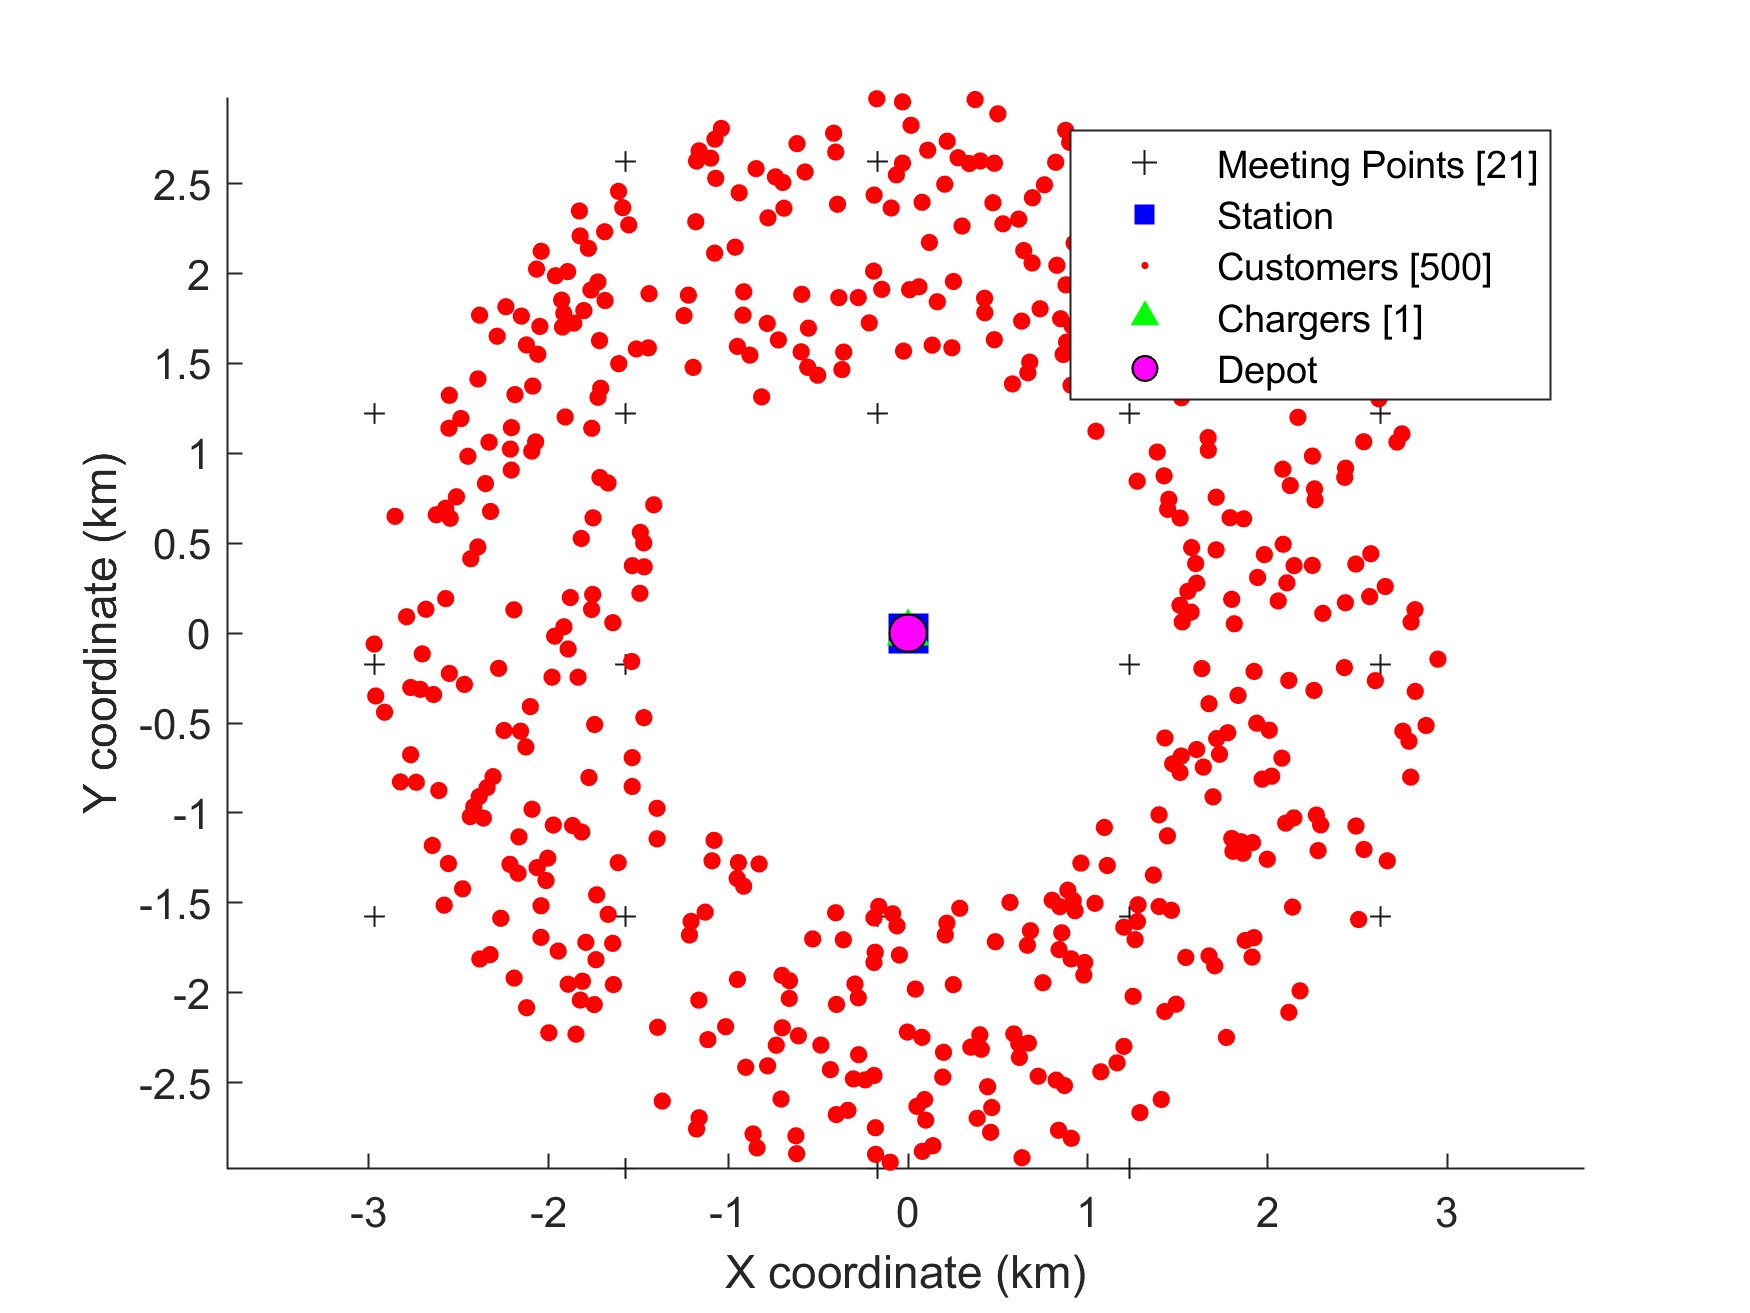 Meeting Points [21]
Station
Customers [500]
Chargers [1]
Depot
2.5
2
1.5
1
0.5
0
-0.5
-1
-1.5
-2
-2.5
Y coordinate (km)
-3 -2 -1 0 1 2 3
X coordinate (km)